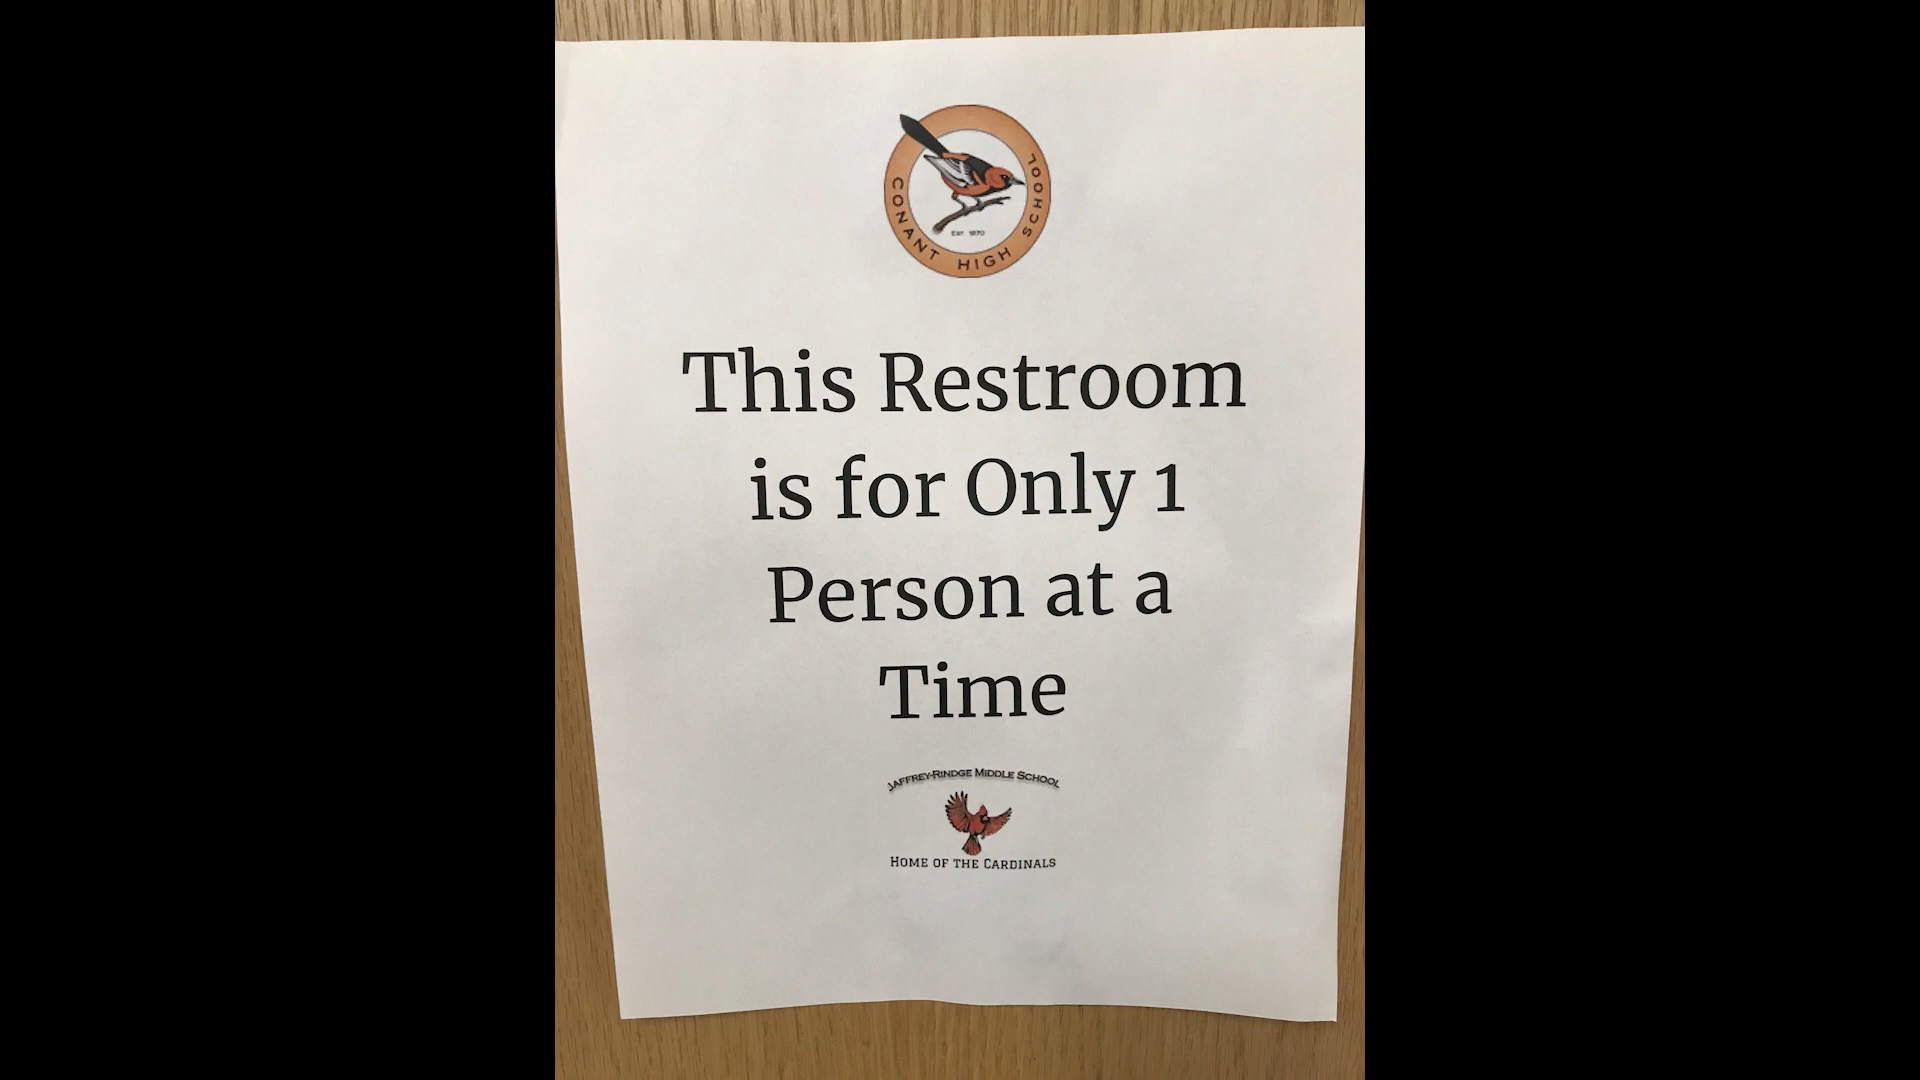 CONANT HIGH SCHOOL
EST 1870
This Restroom
is for Only 1
Person at a
Time
JAFFREY-RINDGE MIDDLE SCHOOL
HOME OF THE CARDINALS